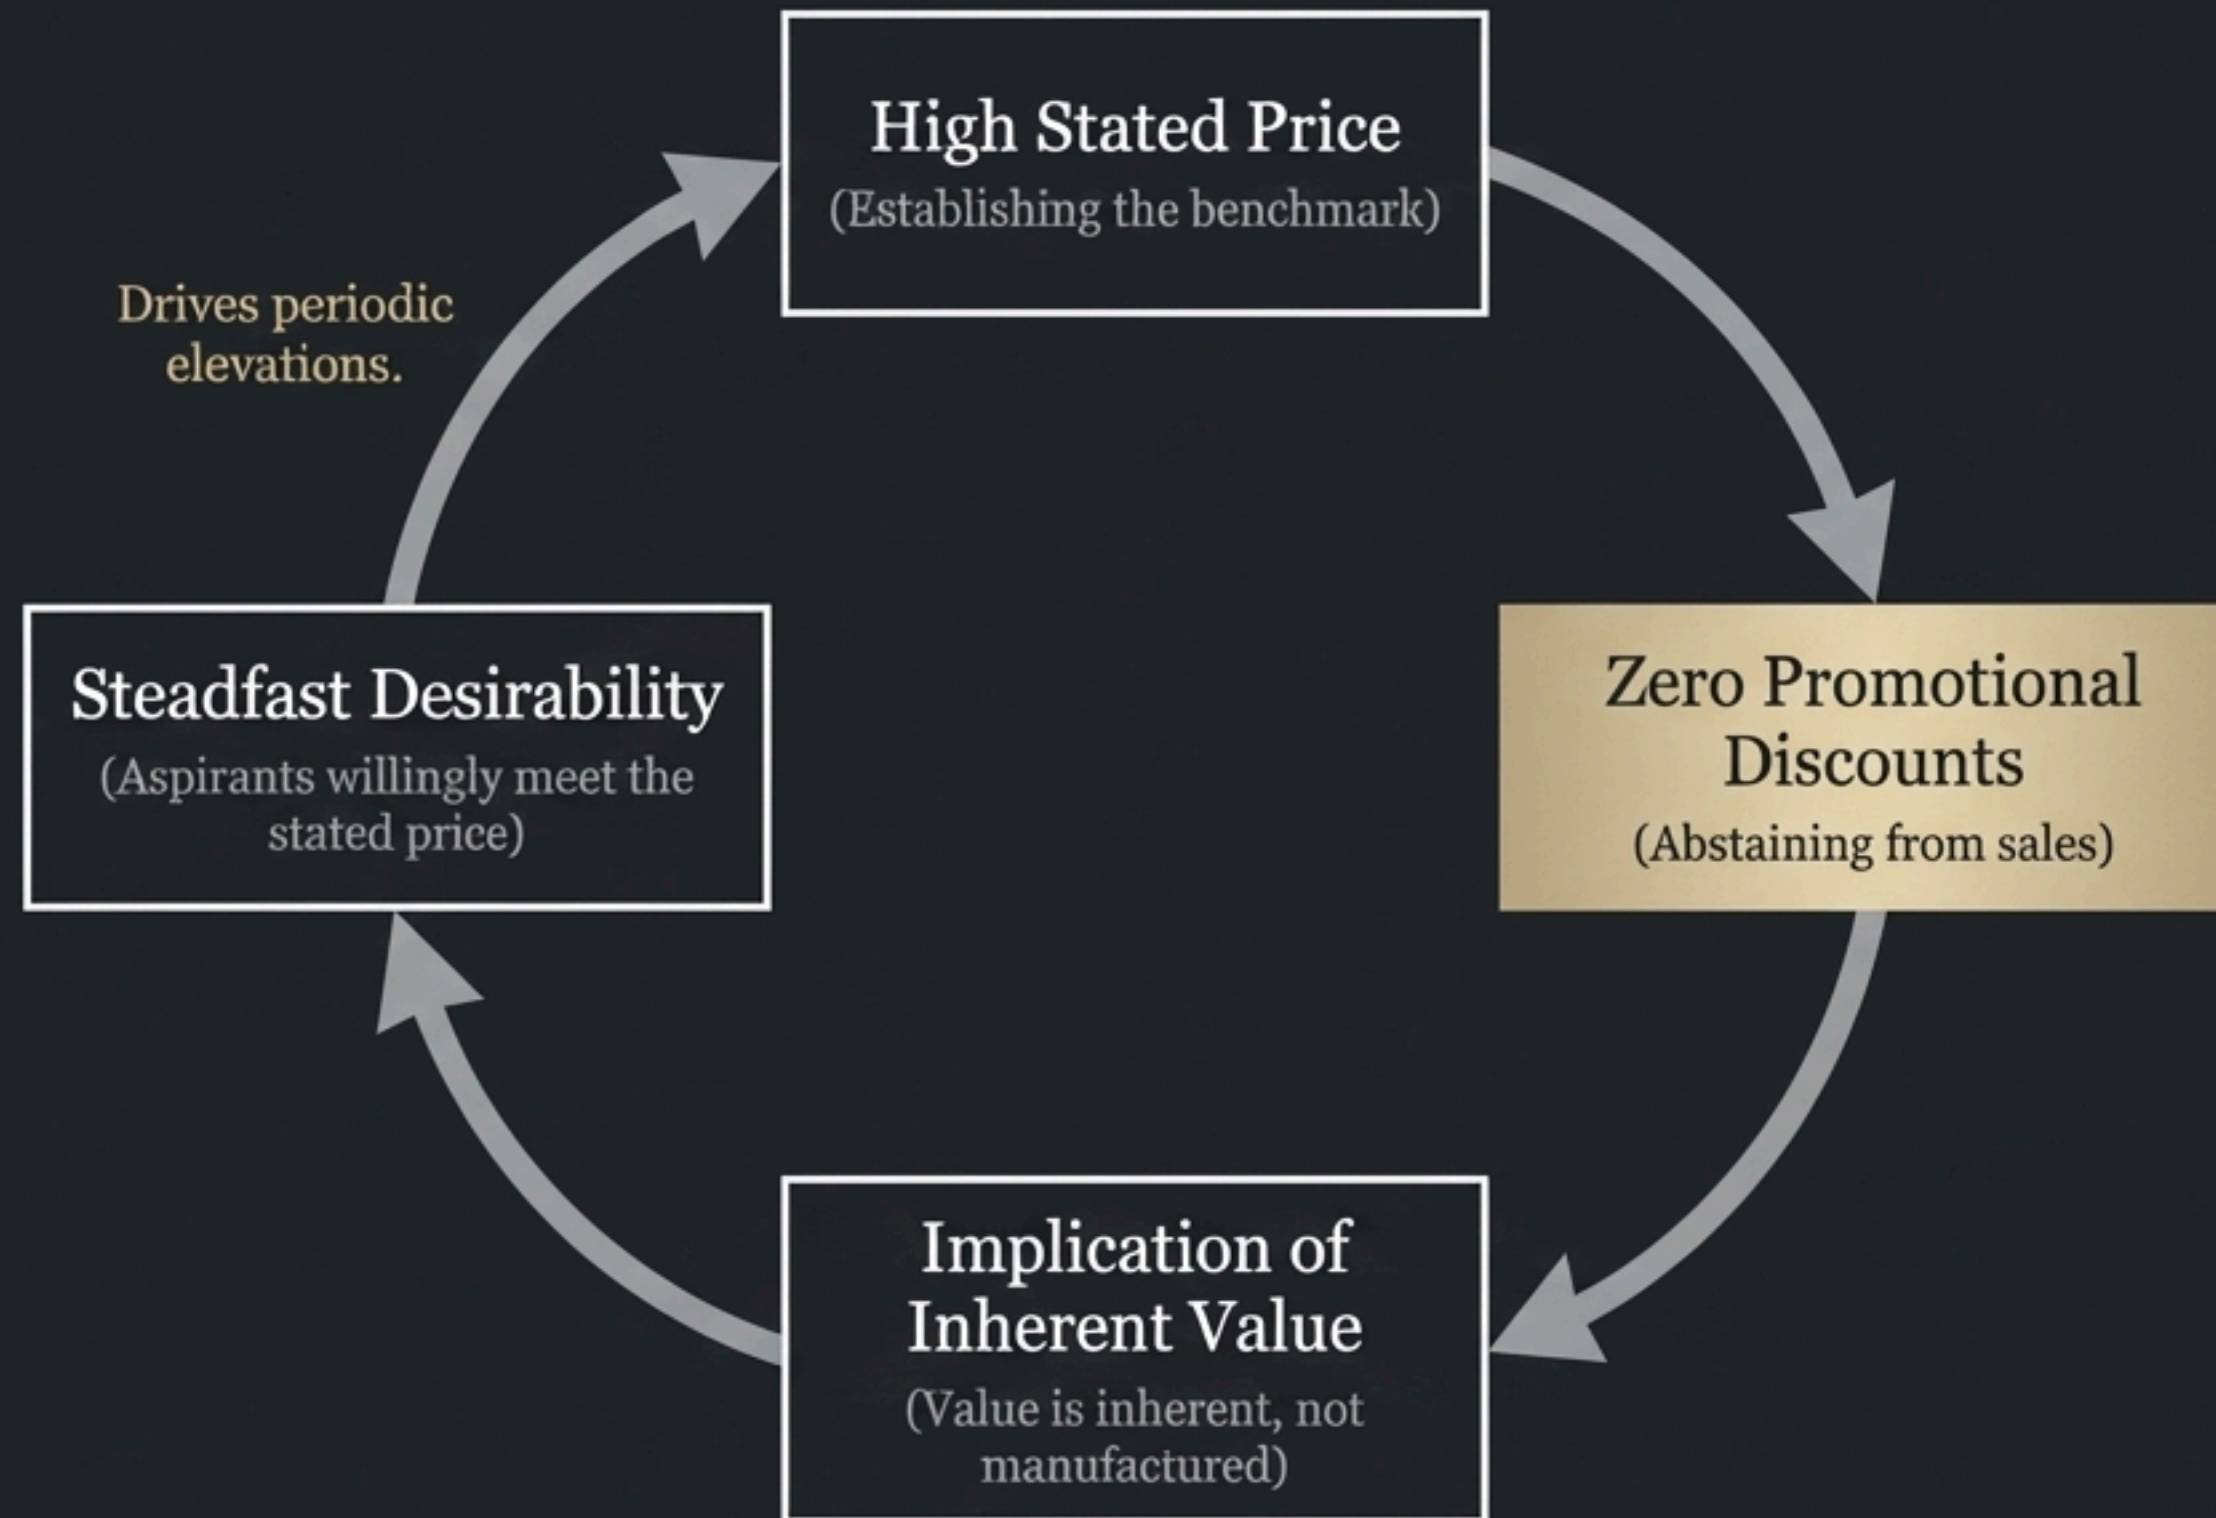 High Stated Price
(Establishing the benchmark)
Drives periodic
elevations.
Steadfast Desirability
(Aspirants willingly meet the
stated price)
Zero Promotional
Discounts
(Abstaining from sales)
Implication of
Inherent Value
(Value is inherent, not
manufactured)